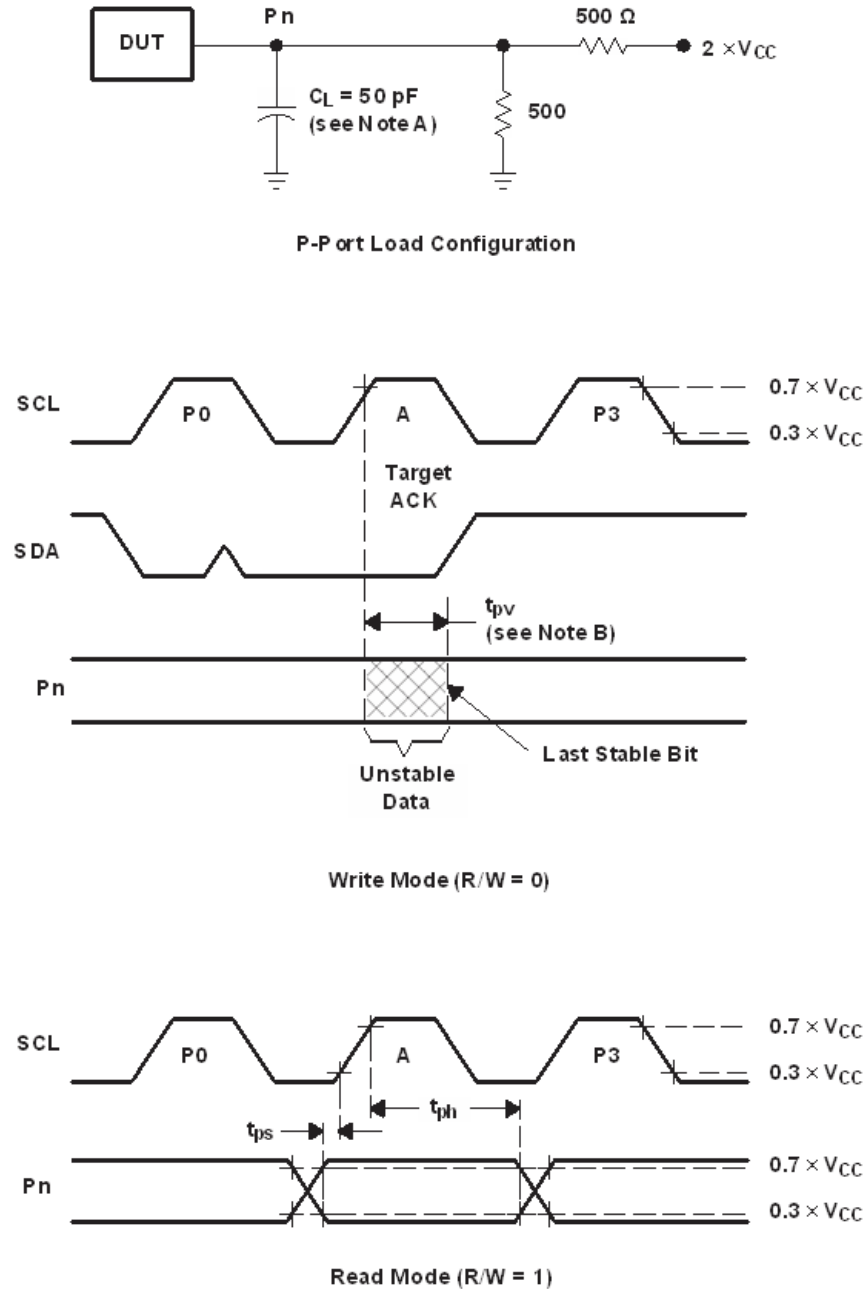 DUT
Pn
500 Ω
2 × VCC
CL = 50 pF
(see Note A)
500
P-Port Load Configuration
SCL
P0
A
P3
0.7 × VCC
0.3 × VCC
Target
ACK
SDA
tpv
(see Note B)
Pn
Last Stable Bit
Unstable
Data
Write Mode (R/W = 0)
SCL
P0
A
P3
0.7 × VCC
0.3 × VCC
tps
tph
Pn
0.7 × VCC
0.3 × VCC
Read Mode (R/W = 1)